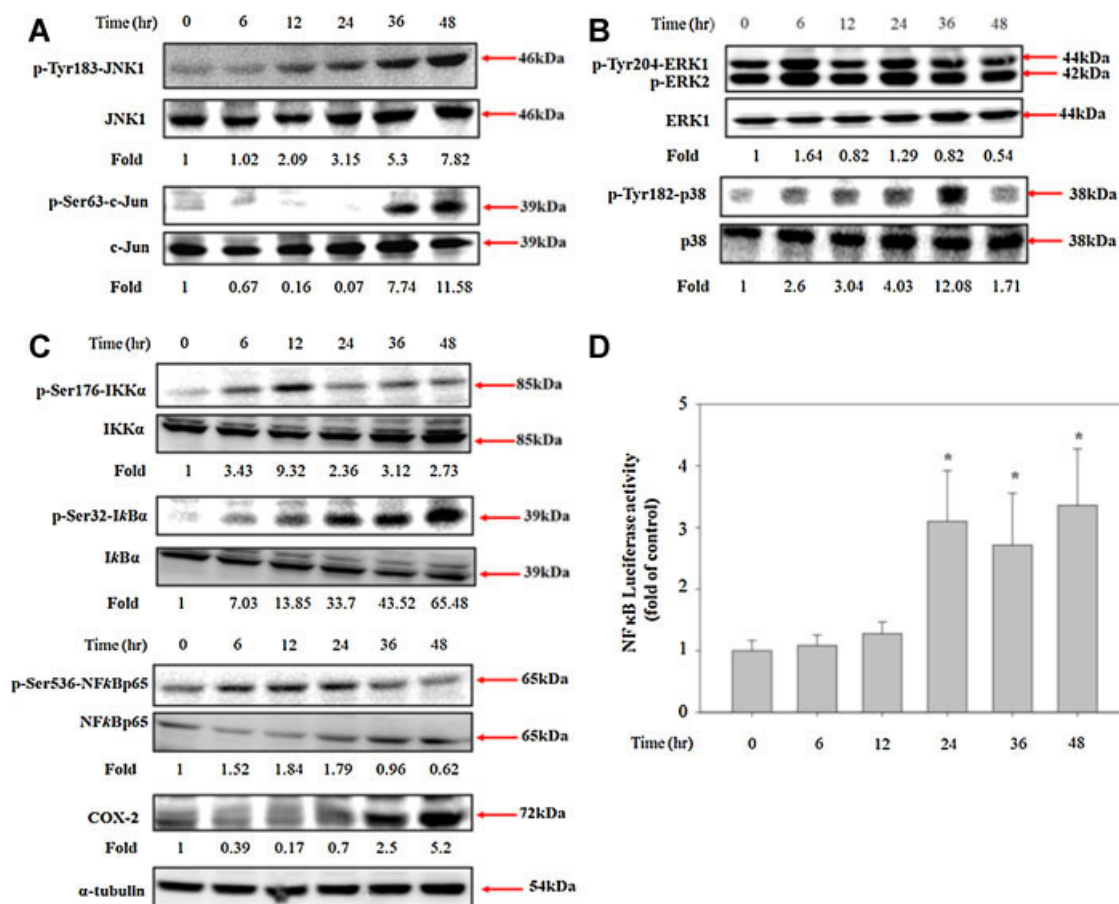 A
Time (hr) 0 6 12 24 36 48
p-Tyr183-JNK1 46kDa
JNK1 46kDa
Fold 1 1.02 2.09 3.15 5.3 7.82
p-Ser63-c-Jun 39kDa
c-Jun 39kDa
Fold 1 0.67 0.16 0.07 7.74 11.58
B
Time (hr) 0 6 12 24 36 48
p-Tyr204-ERK1 44kDa
p-ERK2 42kDa
ERK1 44kDa
Fold 1 1.64 0.82 1.29 0.82 0.54
p-Tyr182-p38 38kDa
p38 38kDa
Fold 1 2.6 3.04 4.03 12.08 1.71
C
Time (hr) 0 6 12 24 36 48
p-Ser176-IKKα 85kDa
IKKα 85kDa
Fold 1 3.43 9.32 2.36 3.12 2.73
p-Ser32-IkBα 39kDa
IkBα 39kDa
Fold 1 7.03 13.85 33.7 43.52 65.48
Time (hr) 0 6 12 24 36 48
p-Ser536-NFkBp65 65kDa
NFkBp65 65kDa
Fold 1 1.52 1.84 1.79 0.96 0.62
COX-2 72kDa
Fold 1 0.39 0.17 0.7 2.5 5.2
α-tubulin 54kDa
D
NFκB Luciferase activity
(fold of control)
5
4
3
2
1
0
* * *
Time (hr) 0 6 12 24 36 48